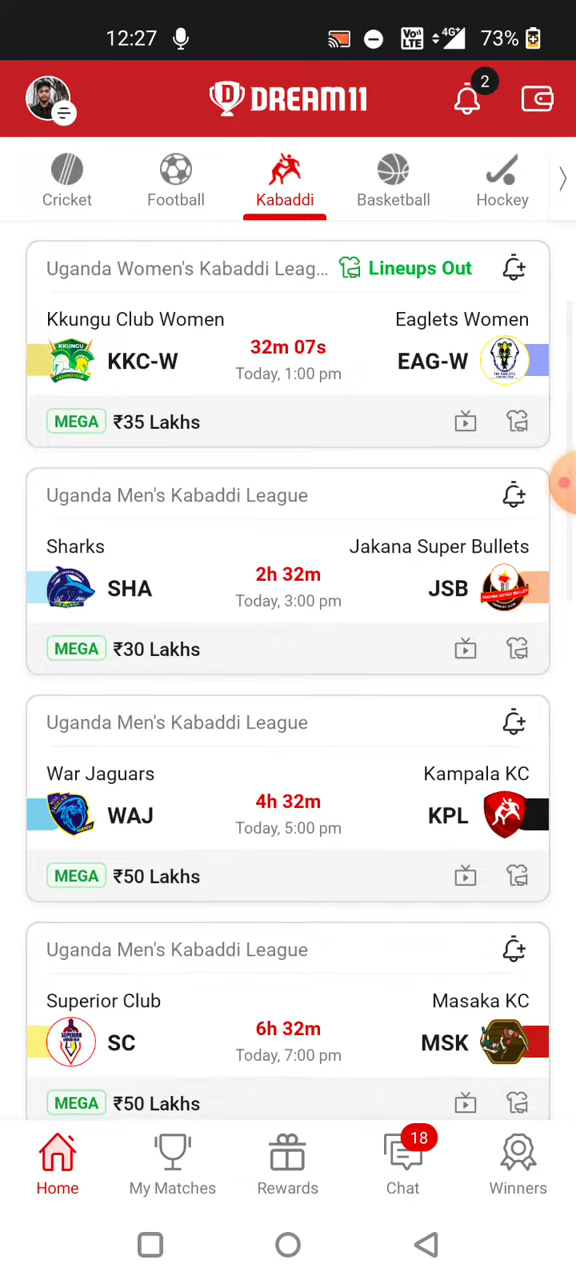 12:27
Vo LTE
4G+
73%
DREAM11
2
Cricket
Football
Kabaddi
Basketball
Hockey
Uganda Women's Kabaddi Leag...
Lineups Out
Kkungu Club Women
Eaglets Women
KKUNGU
KKC-W
32m 07s
EAG-W
Today, 1:00 pm
MEGA ₹35 Lakhs
Uganda Men's Kabaddi League
Sharks
Jakana Super Bullets
SHA
2h 32m
JSB
Today, 3:00 pm
MEGA ₹30 Lakhs
Uganda Men's Kabaddi League
War Jaguars
Kampala KC
WAJ
4h 32m
KPL
Today, 5:00 pm
MEGA ₹50 Lakhs
Uganda Men's Kabaddi League
Superior Club
Masaka KC
SUPERIOR
SC
6h 32m
MSK
Today, 7:00 pm
MEGA ₹50 Lakhs
18
Home
My Matches
Rewards
Chat
Winners